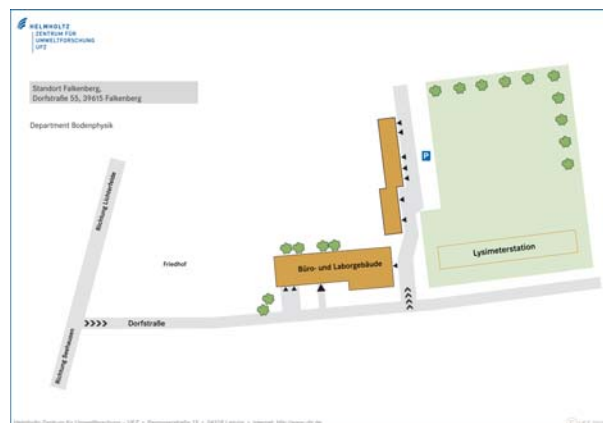 HELMHOLTZ
ZENTRUM FÜR
UMWELTFORSCHUNG
UFZ
Standort Falkenberg,
Dorfstraße 55, 39615 Falkenberg
Department Bodenphysik
P
Richtung Lichterfelde
Friedhof
Büro- und Laborgebäude
Lysimeterstation
Dorfstraße
Richtung Seehausen